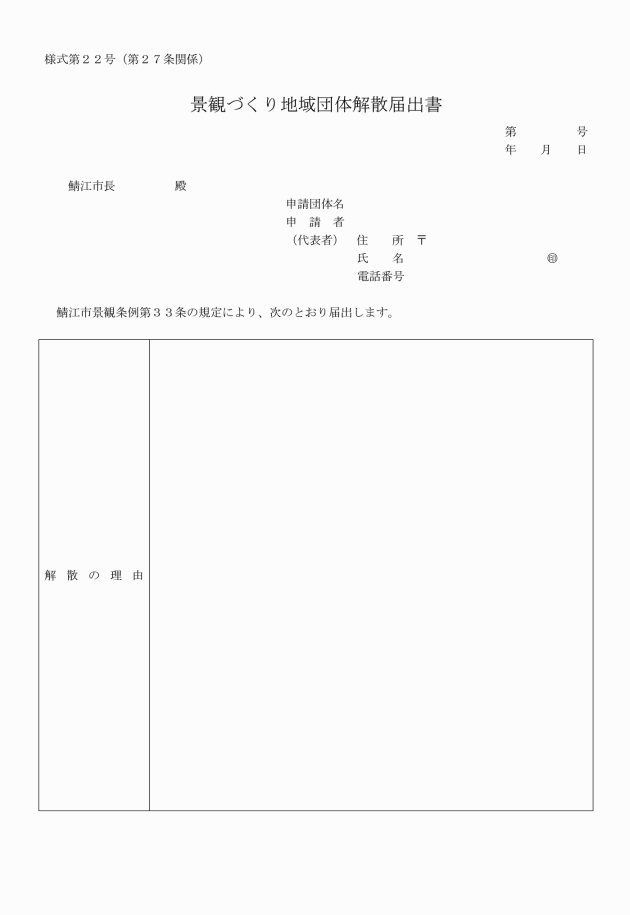 様式第２２号（第２７条関係）
景観づくり地域団体解散届出書
第　　　　　号
年　　月　　日
鯖江市長　　　　　殿
申請団体名
申　請　者
（代表者）　住　　所　〒
氏　　名　　　　　　　　　　　　㊞
電話番号
鯖江市景観条例第３３条の規定により、次のとおり届出します。
解　散　の　理　由